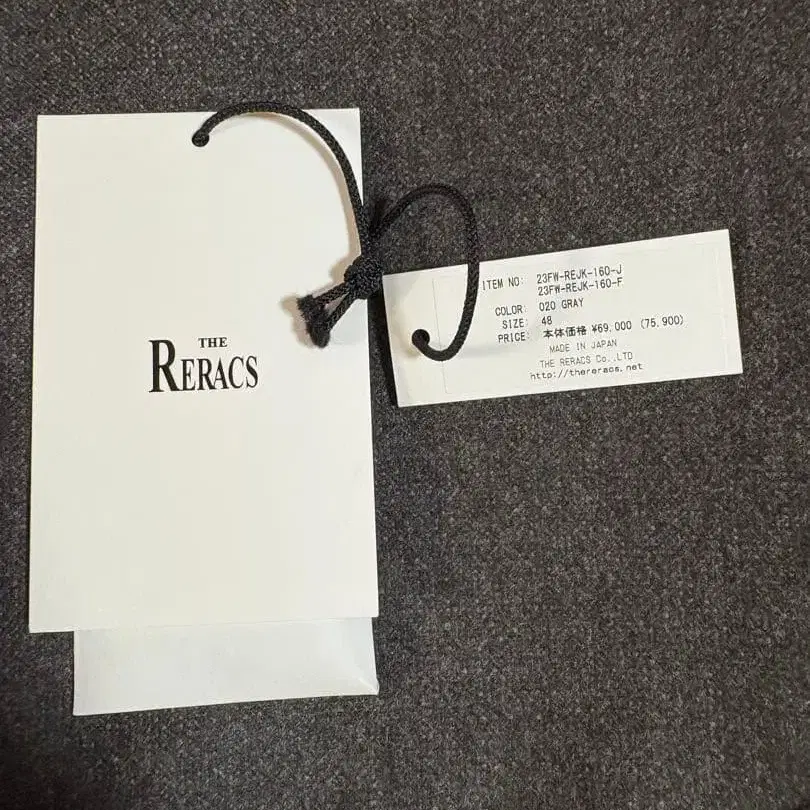 THE
RERACS
ITEM NO: 23FW-REJK-160-J
23FW-REJK-160-F
COLOR: 020 GRAY
SIZE: 48
PRICE: 本体価格 ¥69,000 (75,900)
MADE IN JAPAN
THE RERACS Co.,LTD
http://thereracs.net